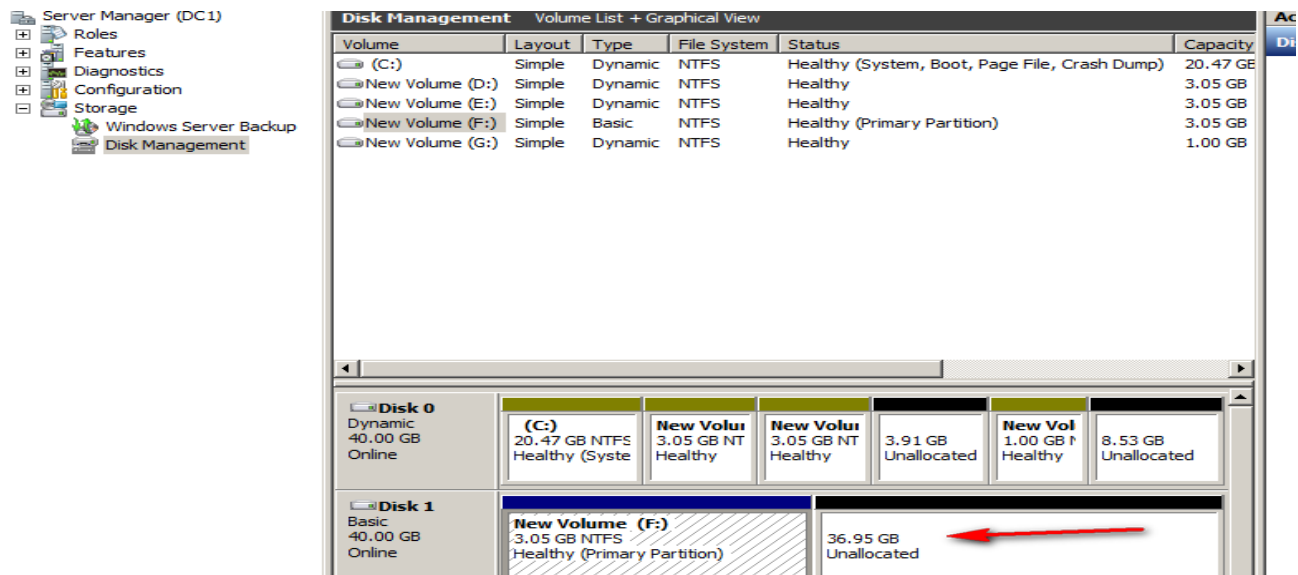 Server Manager (DC1)
Roles
Features
Diagnostics
Configuration
Storage
Windows Server Backup
Disk Management
Disk Management Volume List + Graphical View
Volume Layout Type File System Status Capacity
(C:) Simple Dynamic NTFS Healthy (System, Boot, Page File, Crash Dump) 20.47 GB
New Volume (D:) Simple Dynamic NTFS Healthy 3.05 GB
New Volume (E:) Simple Dynamic NTFS Healthy 3.05 GB
New Volume (F:) Simple Basic NTFS Healthy (Primary Partition) 3.05 GB
New Volume (G:) Simple Dynamic NTFS Healthy 1.00 GB
Disk 0
Dynamic
40.00 GB
Online
(C:)
20.47 GB NTFS
Healthy (Syste
New Volu
3.05 GB NT
Healthy
New Volu
3.05 GB NT
Healthy
3.91 GB
Unallocated
New Vol
1.00 GB
Healthy
8.53 GB
Unallocated
Disk 1
Basic
40.00 GB
Online
New Volume (F:)
3.05 GB NTFS
Healthy (Primary Partition)
36.95 GB
Unallocated
Ac
Di